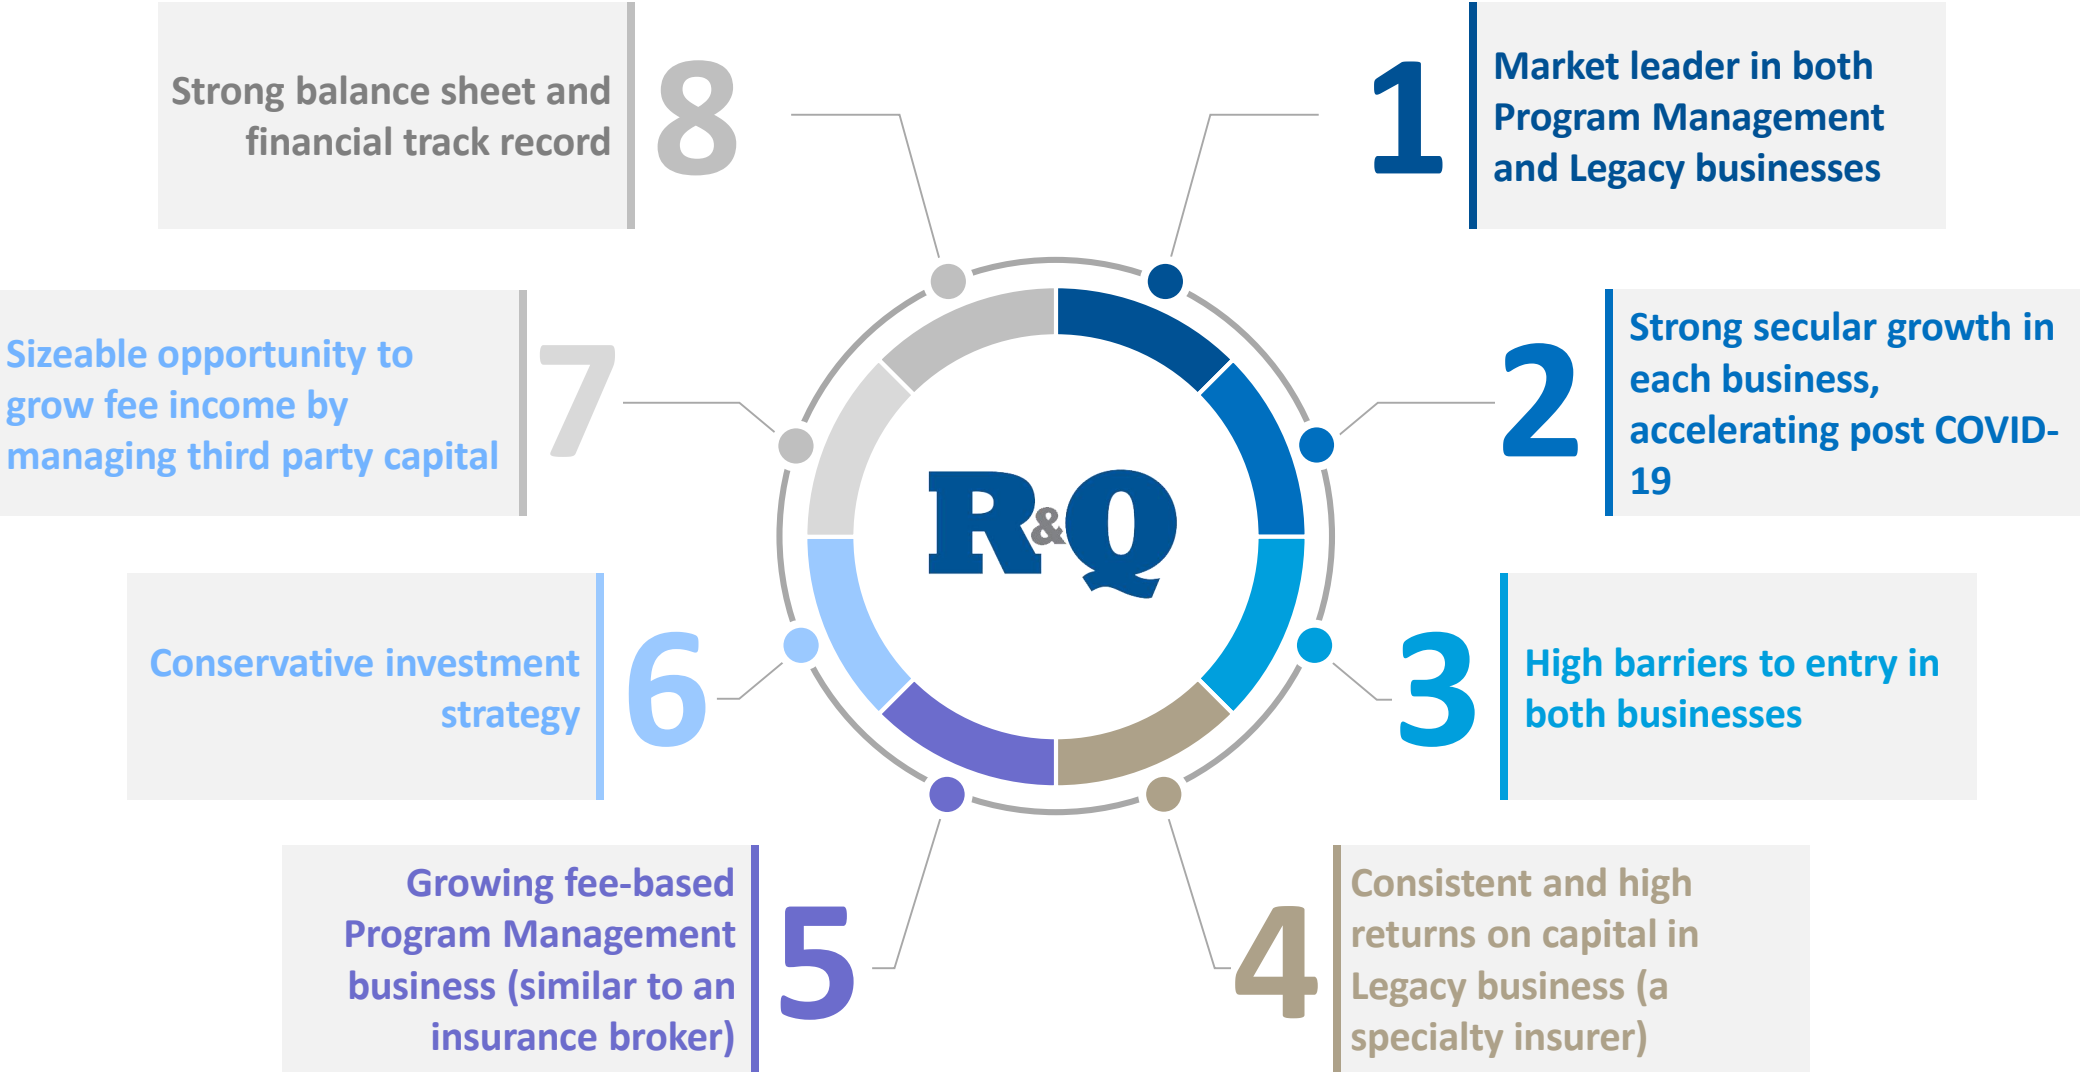 1
Market leader in both
Program Management
and Legacy businesses
2
Strong secular growth in
each business,
accelerating post COVID-
19
3
High barriers to entry in
both businesses
4
Consistent and high
returns on capital in
Legacy business (a
specialty insurer)
5
Growing fee-based
Program Management
business (similar to an
insurance broker)
6
Conservative investment
strategy
7
Sizeable opportunity to
grow fee income by
managing third party capital
8
Strong balance sheet and
financial track record
R&Q